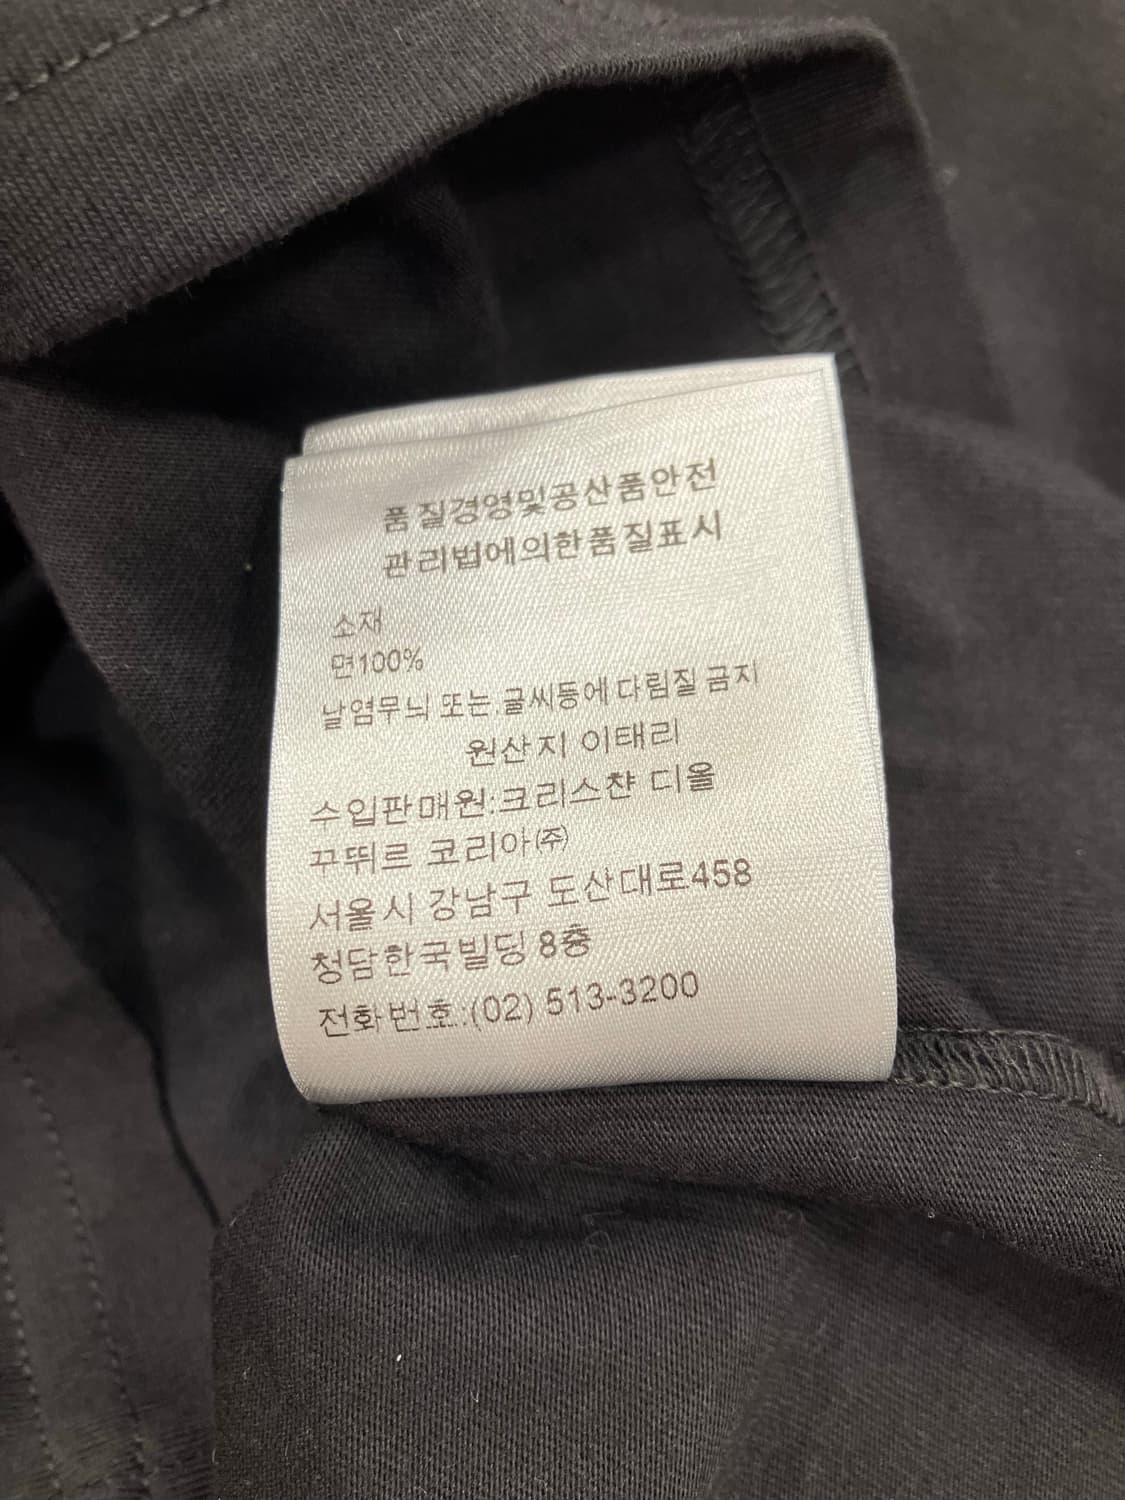 품질경영및공산품안전
관리법에의한품질표시
소재
면100%
날염무늬 또는.글씨등에 다림질 금지
원산지 이태리
수입판매원:크리스챤 디올
꾸뛰르 코리아㈜
서울시 강남구 도산대로458
청담한국빌딩 8층
전화번호:(02) 513-3200